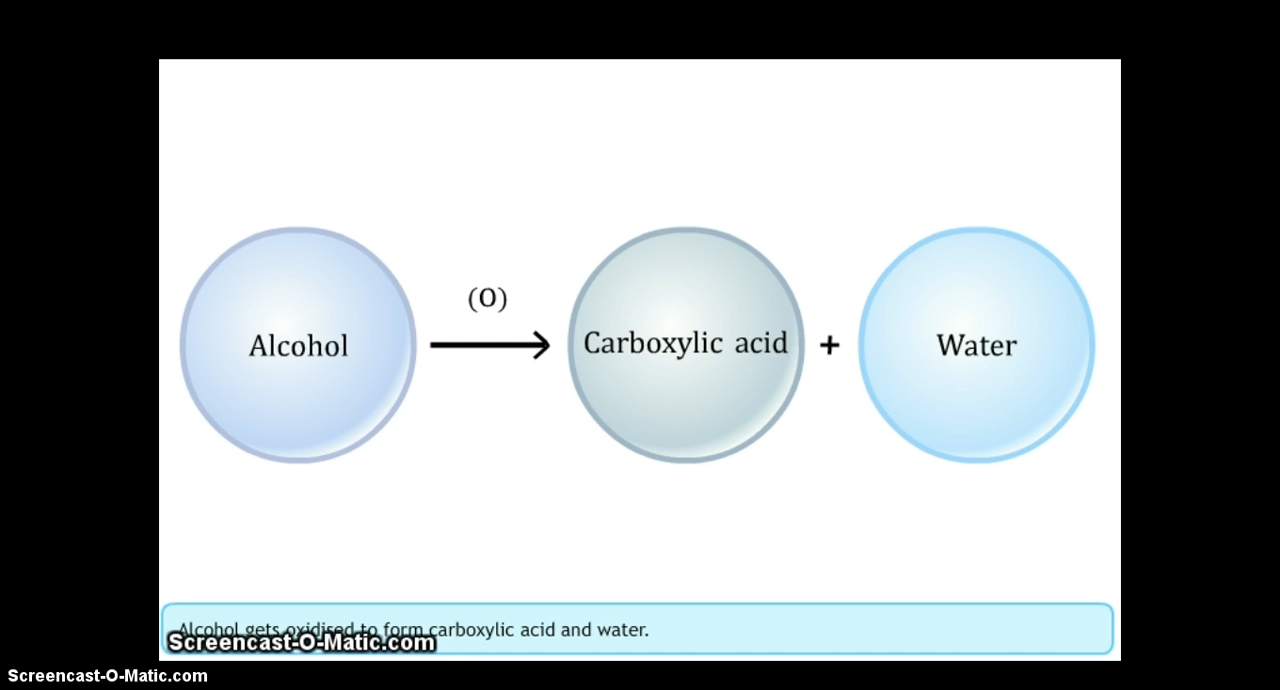 (O)
Alcohol Carboxylic acid + Water
Alcohol gets oxidised to form carboxylic acid and water.
Screencast-O-Matic.com
Screencast-O-Matic.com